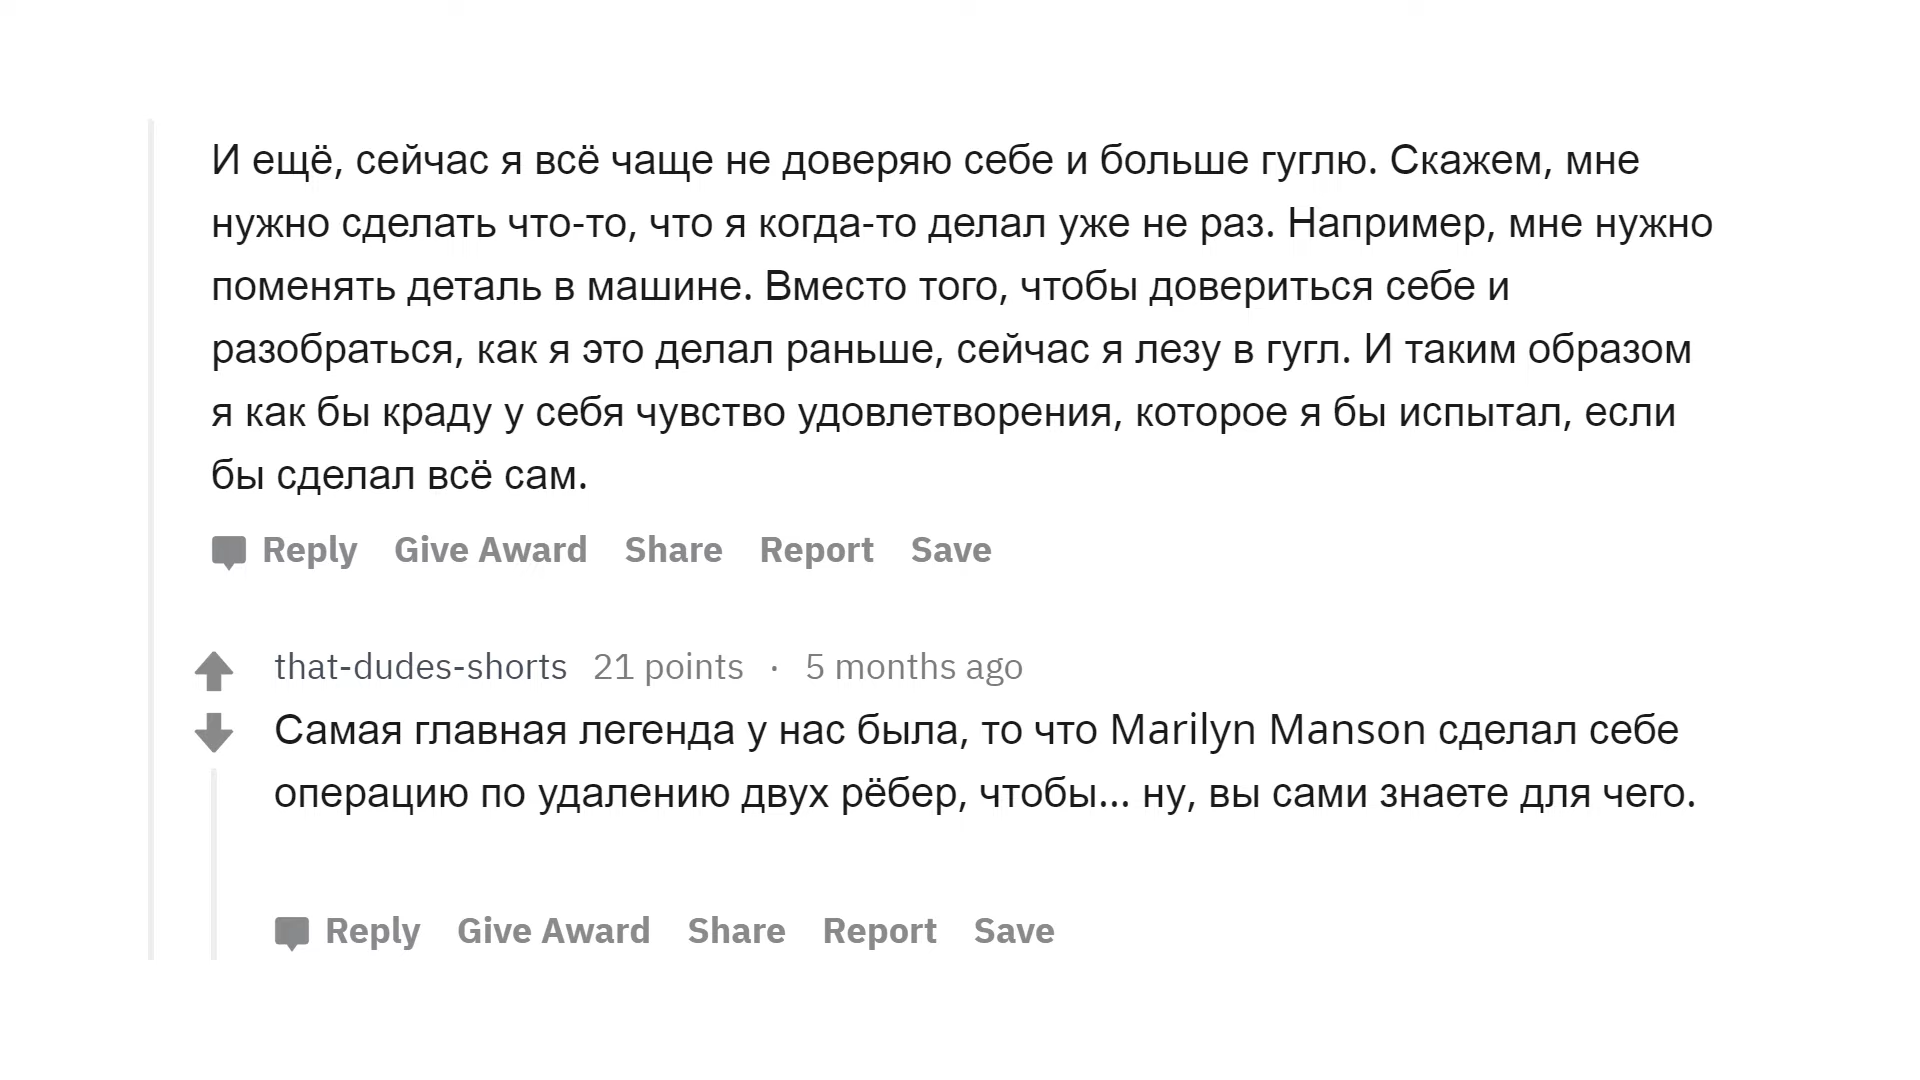 И ещё, сейчас я всё чаще не доверяю себе и больше гуглю. Скажем, мне
нужно сделать что-то, что я когда-то делал уже не раз. Например, мне нужно
поменять деталь в машине. Вместо того, чтобы довериться себе и
разобраться, как я это делал раньше, сейчас я лезу в гугл. И таким образом
я как бы краду у себя чувство удовлетворения, которое я бы испытал, если
бы сделал всё сам.
Reply Give Award Share Report Save
that-dudes-shorts 21 points · 5 months ago
Самая главная легенда у нас была, то что Marilyn Manson сделал себе
операцию по удалению двух рёбер, чтобы... ну, вы сами знаете для чего.
Reply Give Award Share Report Save